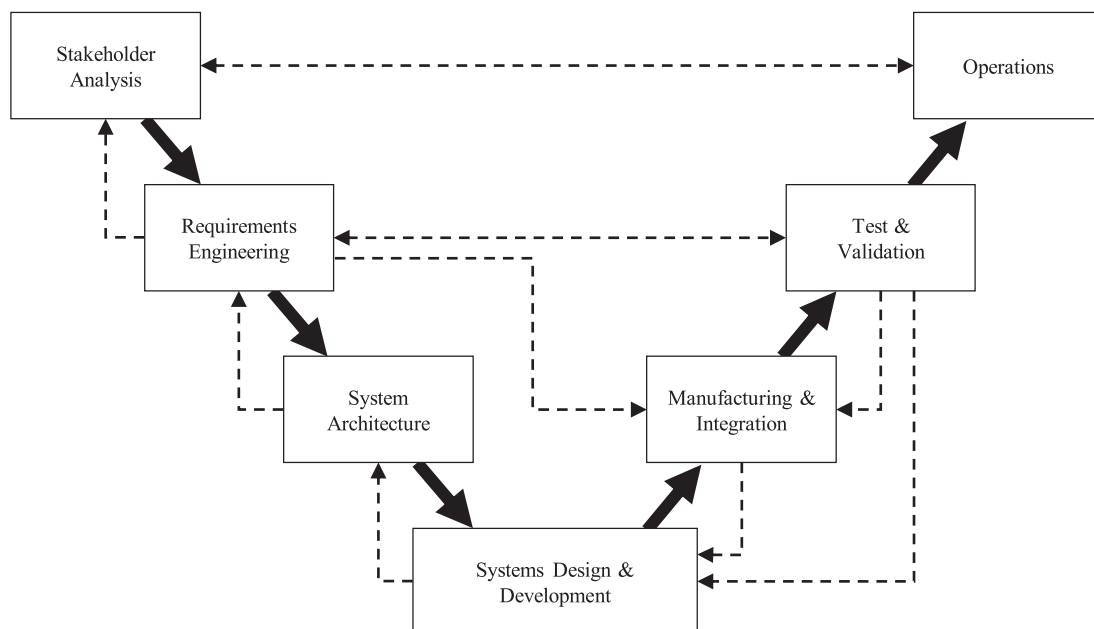 Stakeholder
Analysis
Operations
Requirements
Engineering
Test &
Validation
System
Architecture
Manufacturing &
Integration
Systems Design &
Development